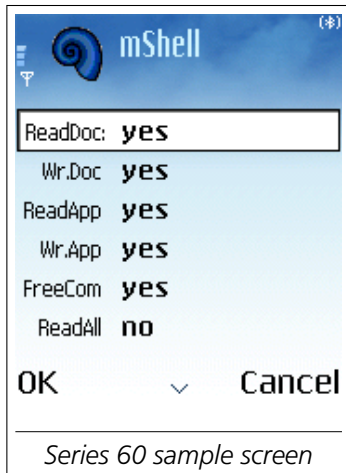 mShell
ReadDoc: yes
Wr.Doc yes
ReadApp yes
Wr.App yes
FreeCom yes
ReadAll no
OK Cancel
Series 60 sample screen